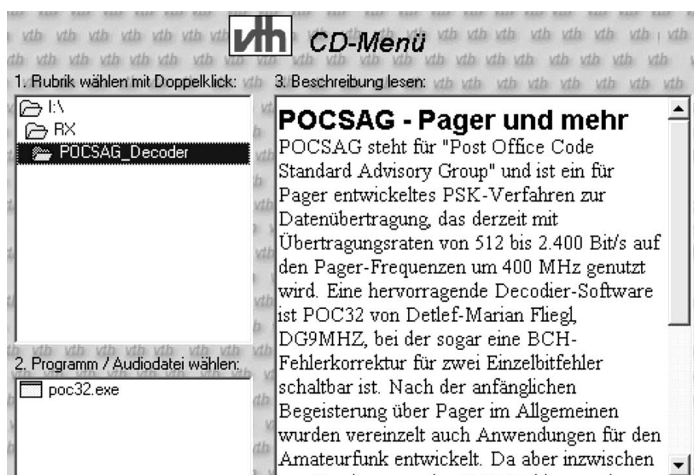 vth CD-Menü
1. Rubrik wählen mit Doppelklick:
I:\
RX
POCSAG_Decoder
2. Programm / Audiodatei wählen:
poc32.exe
3. Beschreibung lesen:
POCSAG - Pager und mehr
POCSAG steht für "Post Office Code
Standard Advisory Group" und ist ein für
Pager entwickeltes PSK-Verfahren zur
Datenübertragung, das derzeit mit
Übertragungsraten von 512 bis 2.400 Bit/s auf
den Pager-Frequenzen um 400 MHz genutzt
wird. Eine hervorragende Decodier-Software
ist POC32 von Detlef-Marian Fliegl,
DG9MHZ, bei der sogar eine BCH-
Fehlerkorrektur für zwei Einzelbitfehler
schaltbar ist. Nach der anfänglichen
Begeisterung über Pager im Allgemeinen
wurden vereinzelt auch Anwendungen für den
Amateurfunk entwickelt. Da aber inzwischen